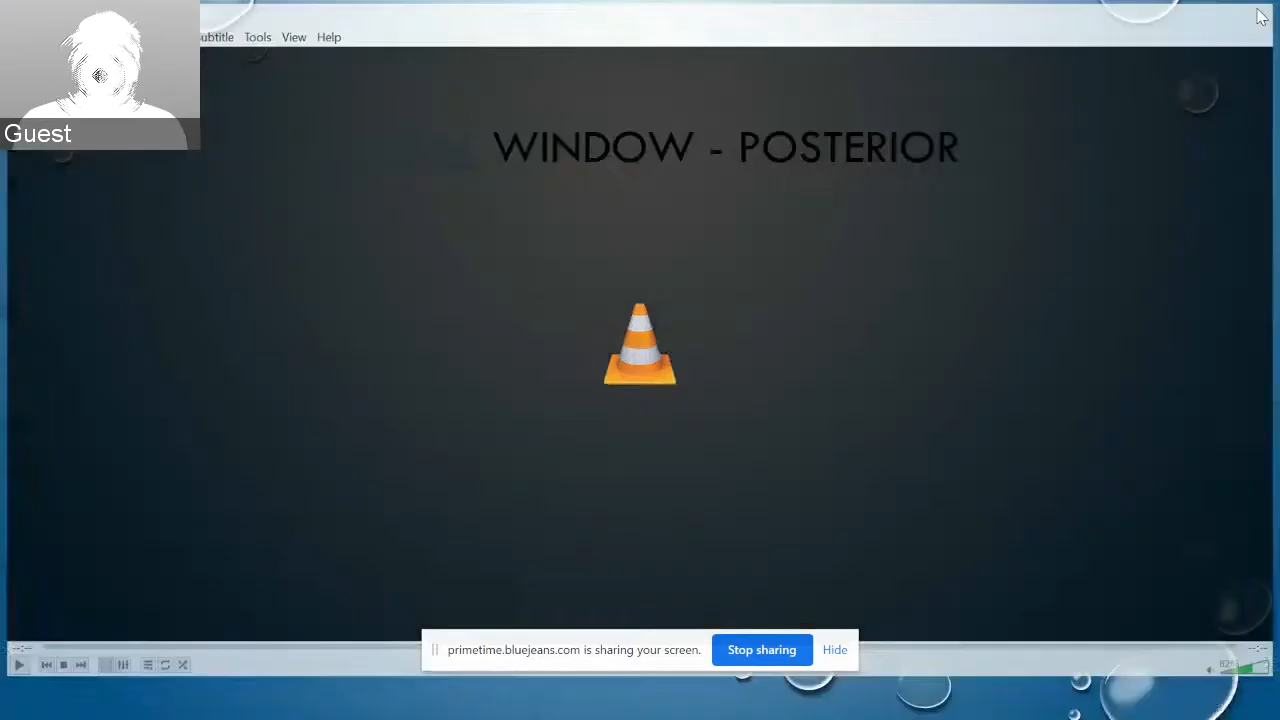 ubtitle Tools View Help
Guest
WINDOW - POSTERIOR
--:-- --:--
primetime.bluejeans.com is sharing your screen. Stop sharing Hide